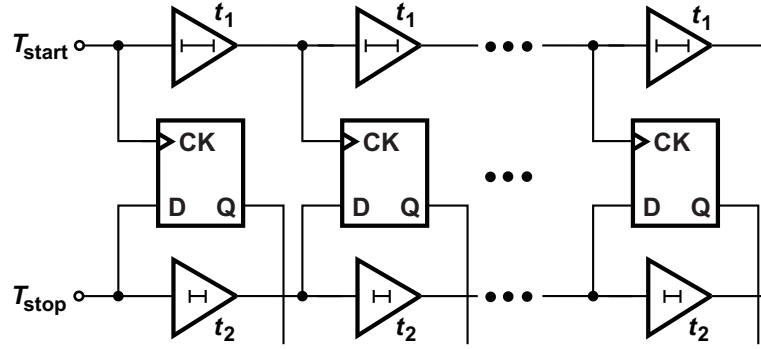 t1 t1 t1
Tstart
CK CK CK
D Q D Q D Q
Tstop
t2 t2 t2